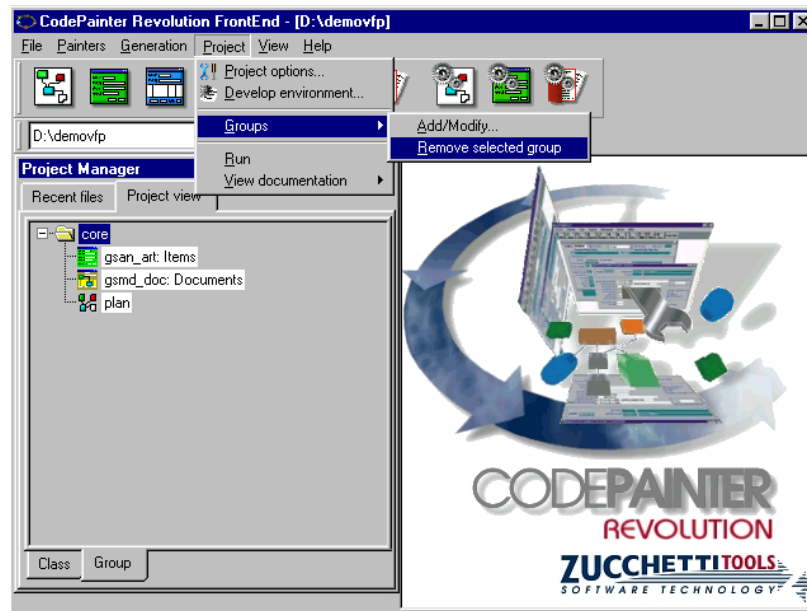 CodePainter Revolution FrontEnd - [D:\demovfp]
File Painters Generation Project View Help
Project options...
Develop environment...
Groups
Add/Modify...
D:\demovfp
Remove selected group
Run
Project Manager
View documentation
Recent files Project view
core
gsan_art: Items
gsmd_doc: Documents
plan
CODEPAINTER
REVOLUTION
Class Group
ZUCCHETTITOOLS
SOFTWARE TECHNOLOGY